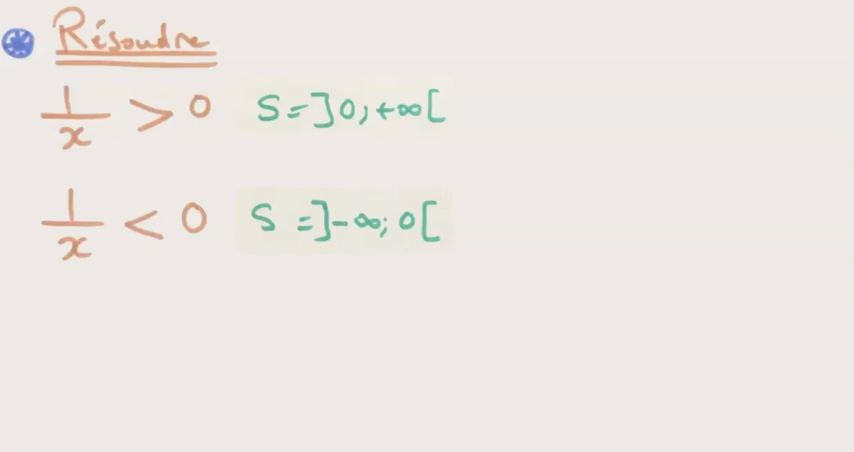 Résoudre
1/x > 0 S=]0;+∞[
1/x < 0 S=]-∞;0[